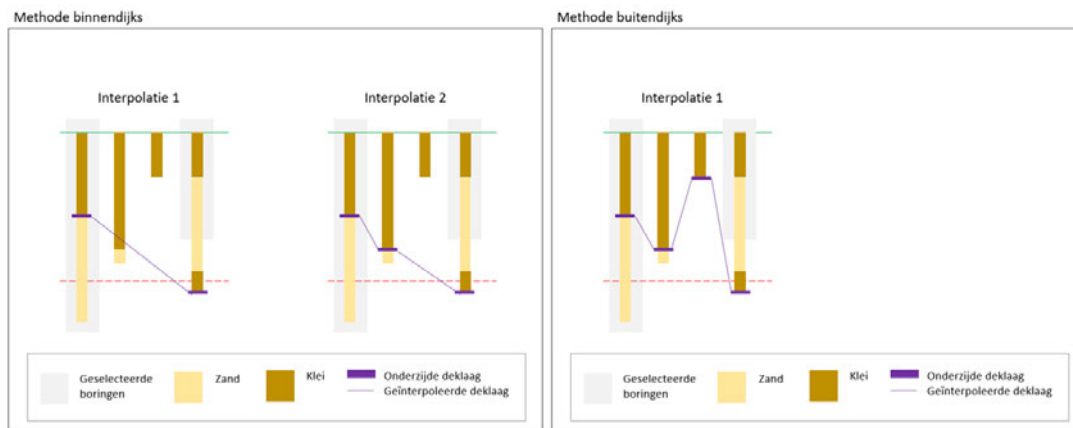 Methode binnendijks
Interpolatie 1
Interpolatie 2
Geselecteerde
boringen
Zand
Klei
Onderzijde deklaag
Geïnterpoleerde deklaag
Methode buitendijks
Interpolatie 1
Geselecteerde
boringen
Zand
Klei
Onderzijde deklaag
Geïnterpoleerde deklaag